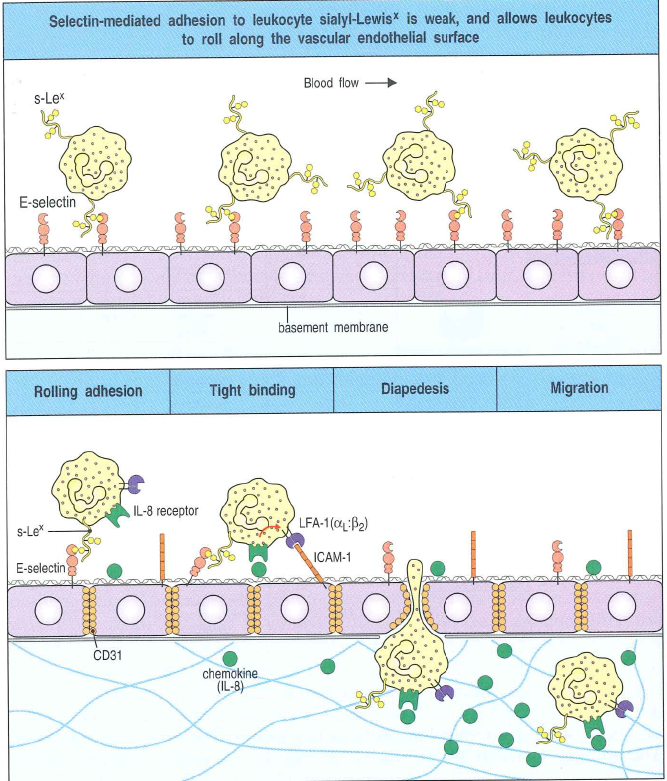 Selectin-mediated adhesion to leukocyte sialyl-Lewisˣ is weak, and allows leukocytes
to roll along the vascular endothelial surface
Blood flow
s-Leˣ
E-selectin
basement membrane
Rolling adhesion
Tight binding
Diapedesis
Migration
IL-8 receptor
s-Leˣ
E-selectin
LFA-1(αL:β₂)
ICAM-1
CD31
chemokine
(IL-8)